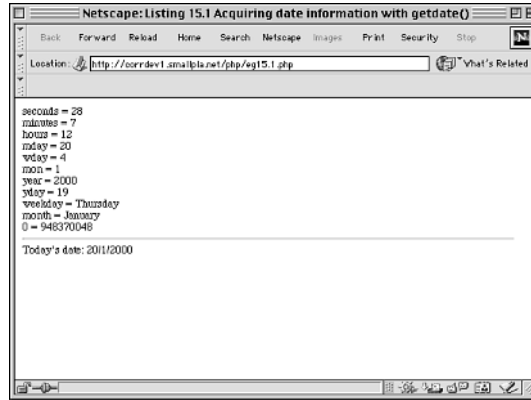 Netscape: Listing 15.1 Acquiring date information with getdate()
Back Forward Reload Home Search Netscape Images Print Security Stop
N
Location: http://corrdev1.smallpla.net/php/eg15.1.php What's Related
seconds = 28
minutes = 7
hours = 12
mday = 20
wday = 4
mon = 1
year = 2000
yday = 19
weekday = Thursday
month = January
0 = 948370048
Today's date: 20/1/2000